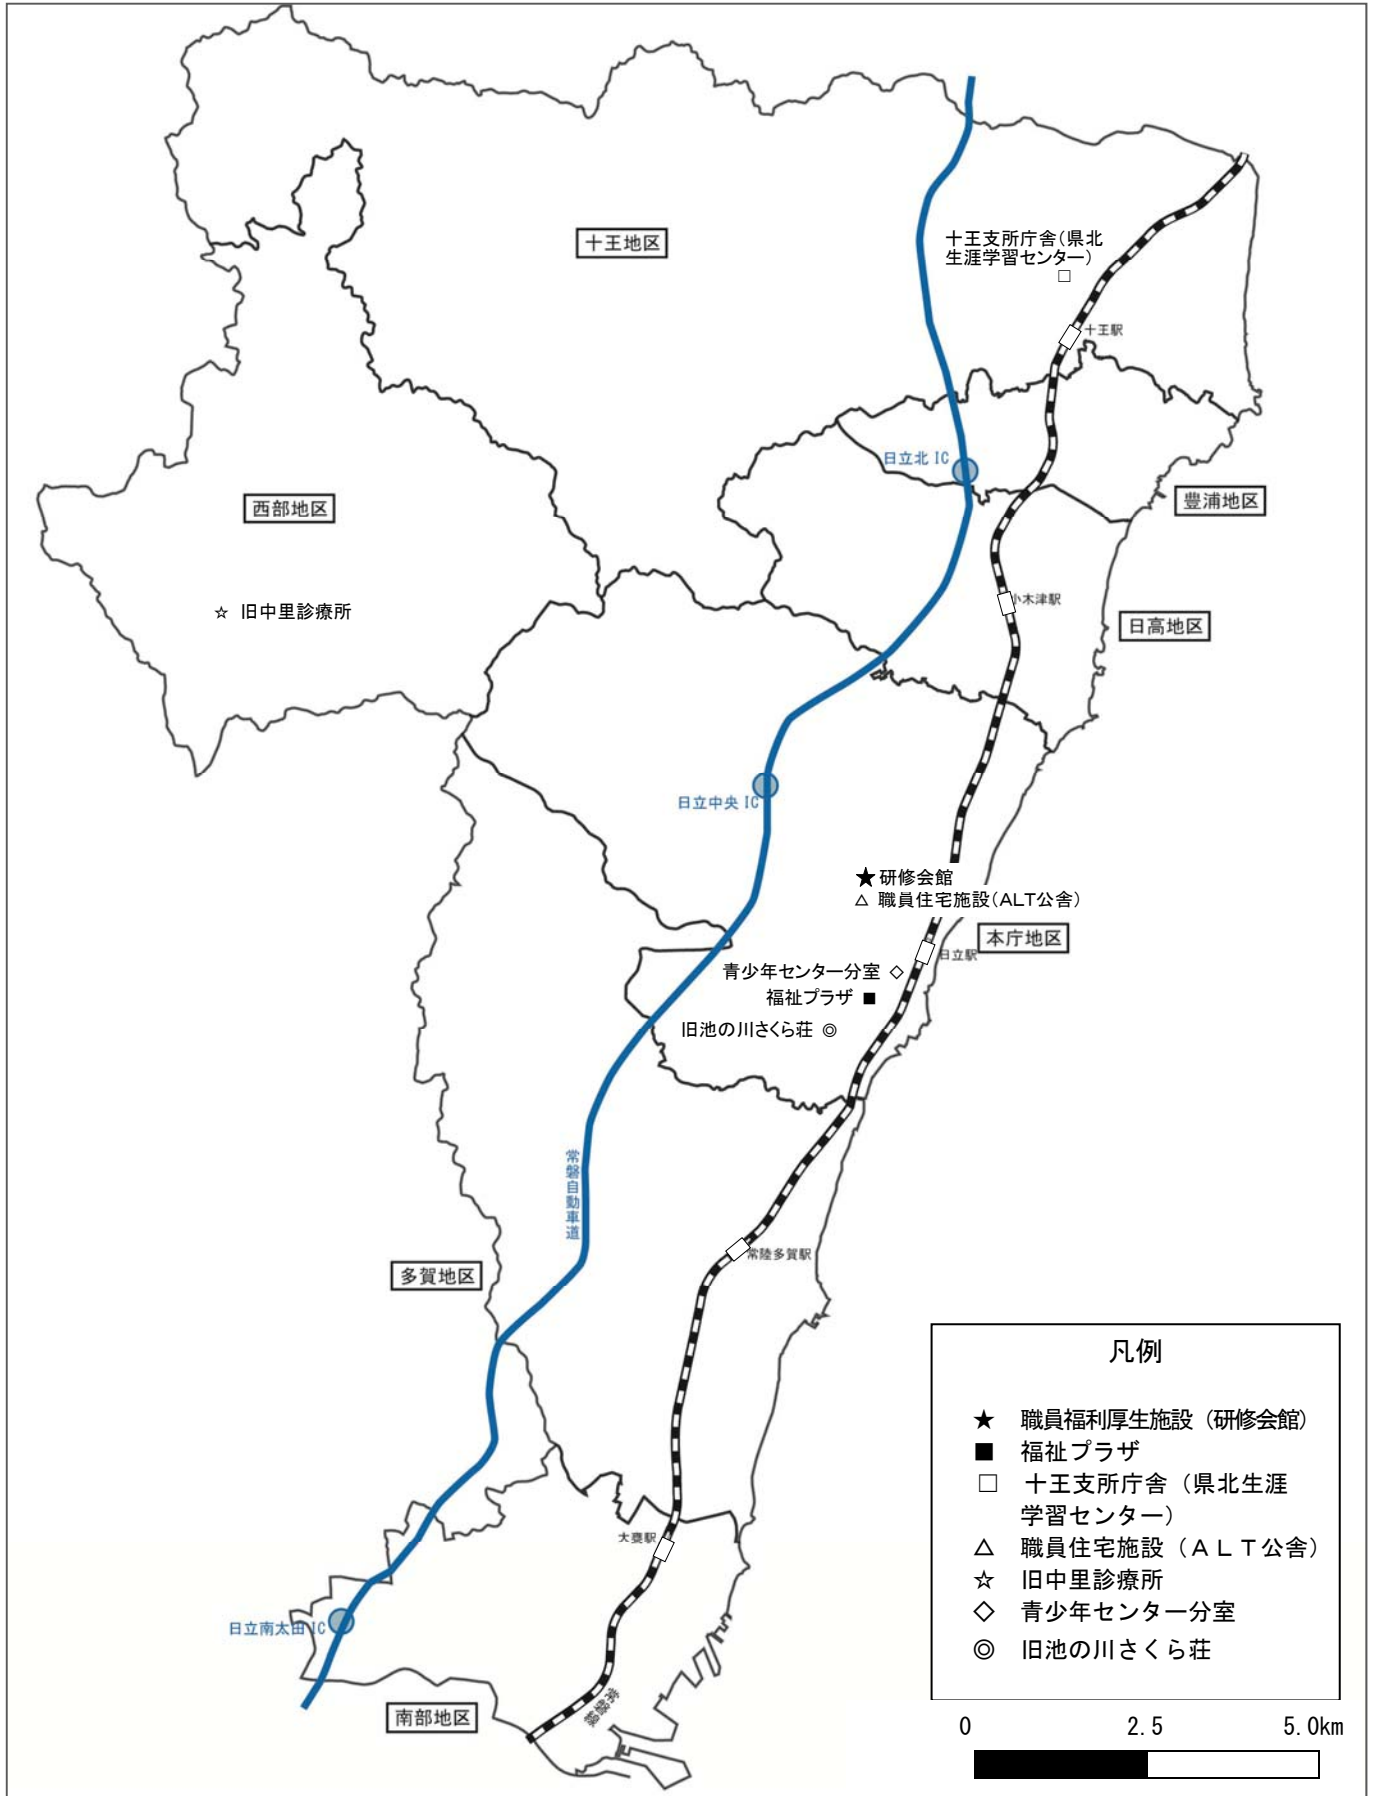 十王地区
十王支所庁舎(県北
生涯学習センター)
□
十王駅
日立北 IC
西部地区
豊浦地区
☆ 旧中里診療所
小木津駅
日高地区
日立中央 IC
★研修会館
△ 職員住宅施設(ALT公舎)
本庁地区
日立駅
青少年センター分室 ◇
福祉プラザ ■
旧池の川さくら荘 ◎
常磐自動車道
常陸多賀駅
多賀地区
大甕駅
日立南太田 IC
常磐線
南部地区
凡例
★ 職員福利厚生施設(研修会館)
■ 福祉プラザ
□ 十王支所庁舎(県北生涯
学習センター)
△ 職員住宅施設(ALT公舎)
☆ 旧中里診療所
◇ 青少年センター分室
◎ 旧池の川さくら荘
0 2.5 5.0km